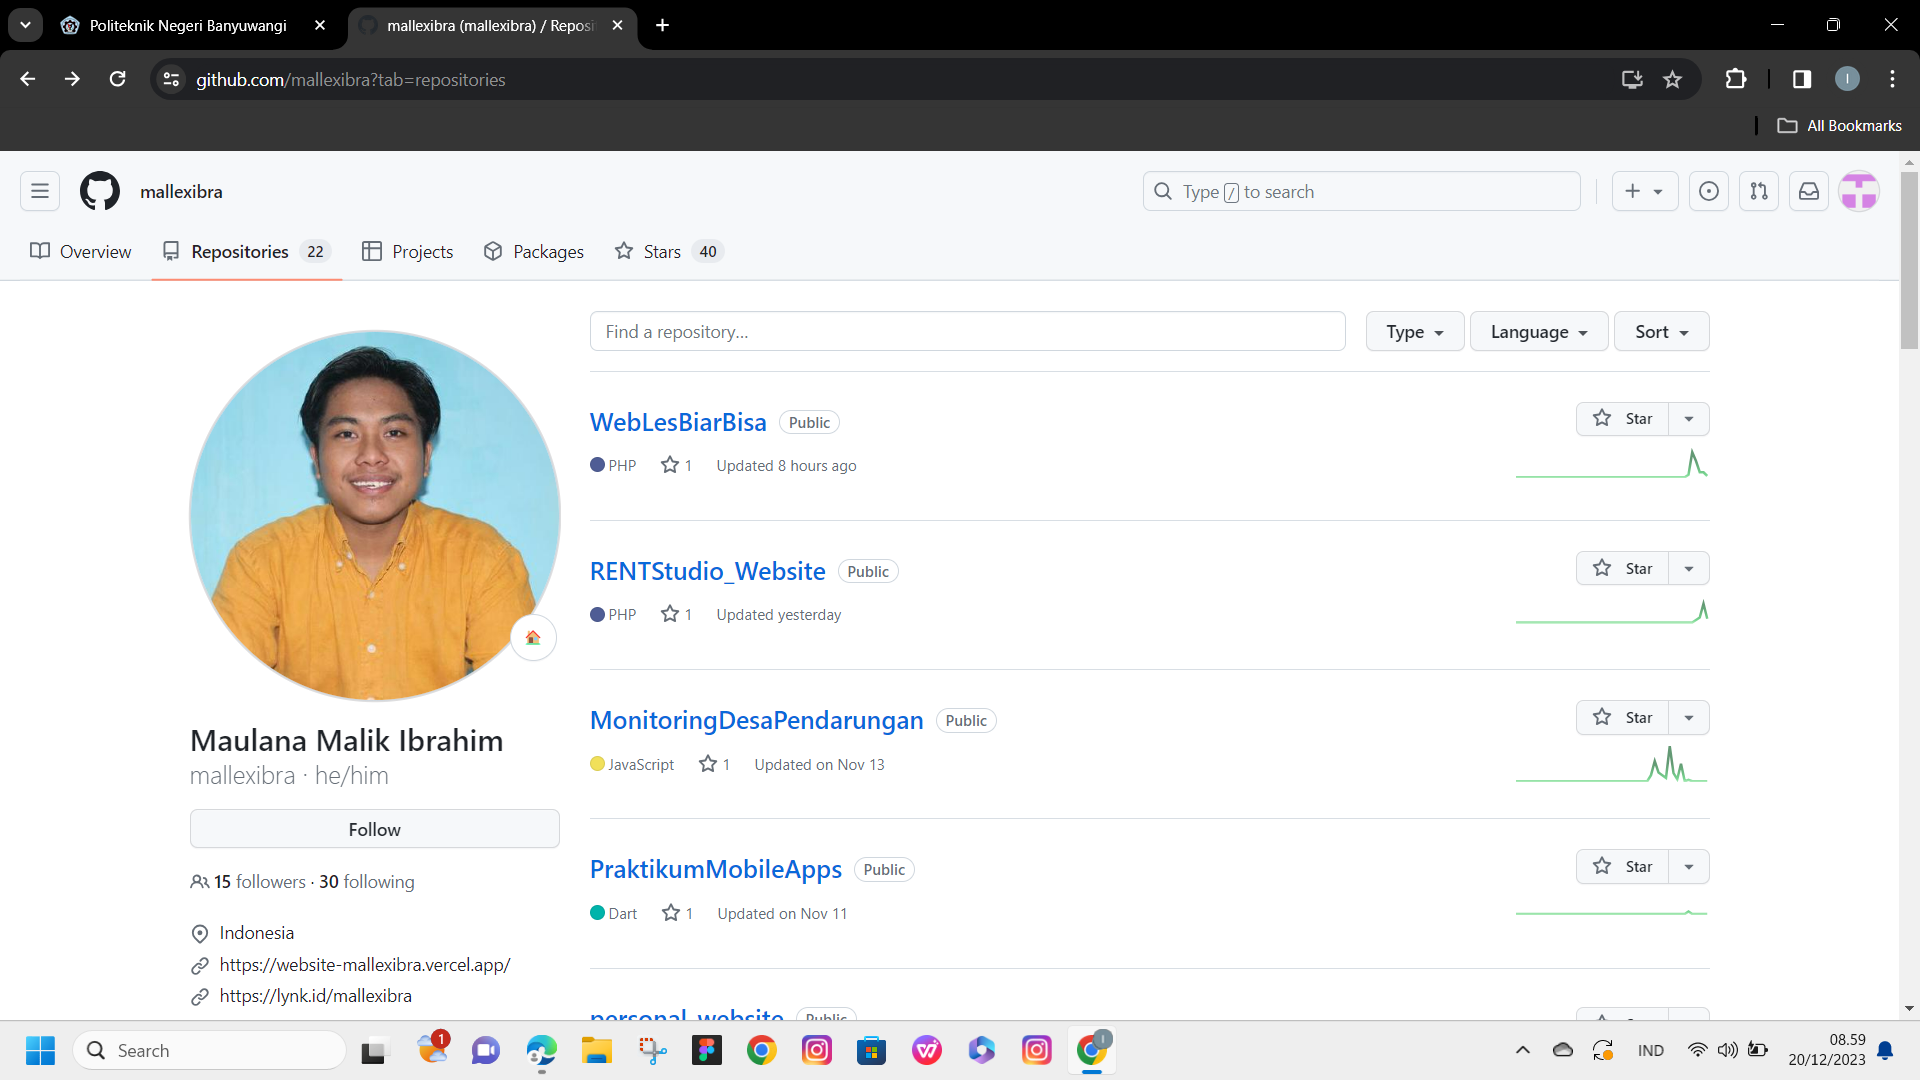 Politeknik Negeri Banyuwangi
mallexibra (mallexibra) / Reposi
github.com/mallexibra?tab=repositories
I
All Bookmarks
mallexibra
Type / to search
Overview
Repositories 22
Projects
Packages
Stars 40
Find a repository...
Type
Language
Sort
WebLesBiarBisa Public
Star
PHP 1 Updated 8 hours ago
RENTStudio_Website Public
Star
PHP 1 Updated yesterday
MonitoringDesaPendarungan Public
Star
JavaScript 1 Updated on Nov 13
PraktikumMobileApps Public
Star
Dart 1 Updated on Nov 11
personal_website Public
Maulana Malik Ibrahim
mallexibra · he/him
Follow
15 followers · 30 following
Indonesia
https://website-mallexibra.vercel.app/
https://lynk.id/mallexibra
Search
1
I
IND
08.59
20/12/2023